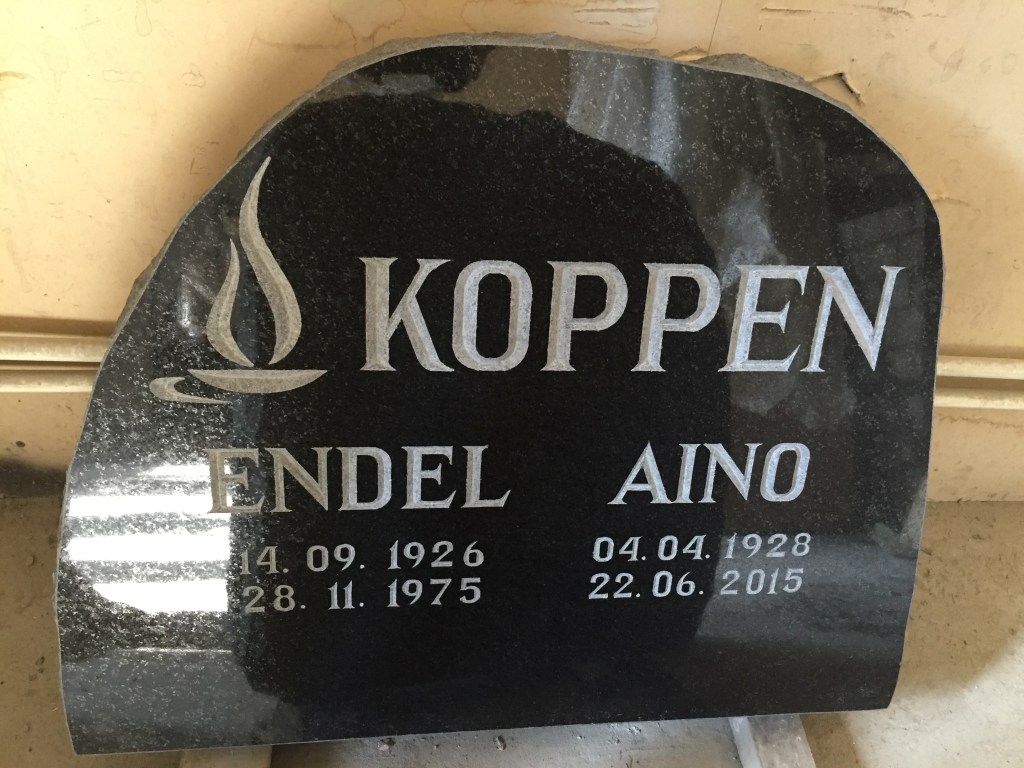 KOPPEN
ENDEL AINO
14. 09. 1926 04. 04. 1928
28. 11. 1975 22. 06. 2015